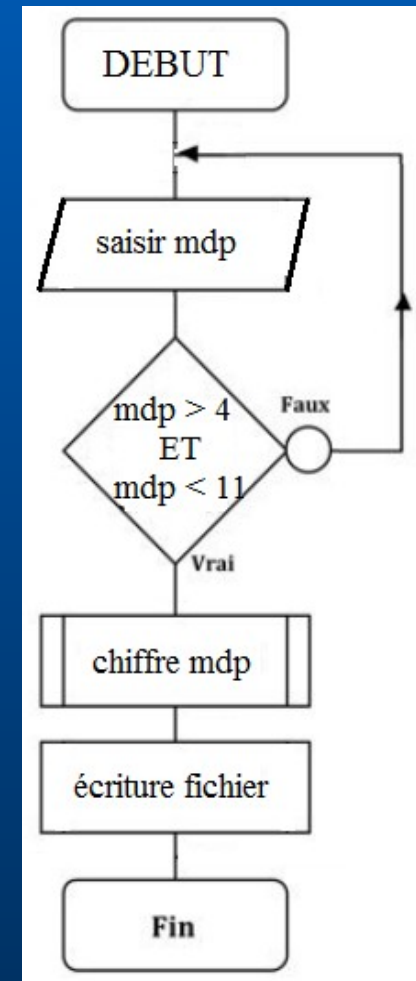 DEBUT
saisir mdp
mdp > 4
ET
mdp < 11
Faux
Vrai
chiffre mdp
écriture fichier
Fin